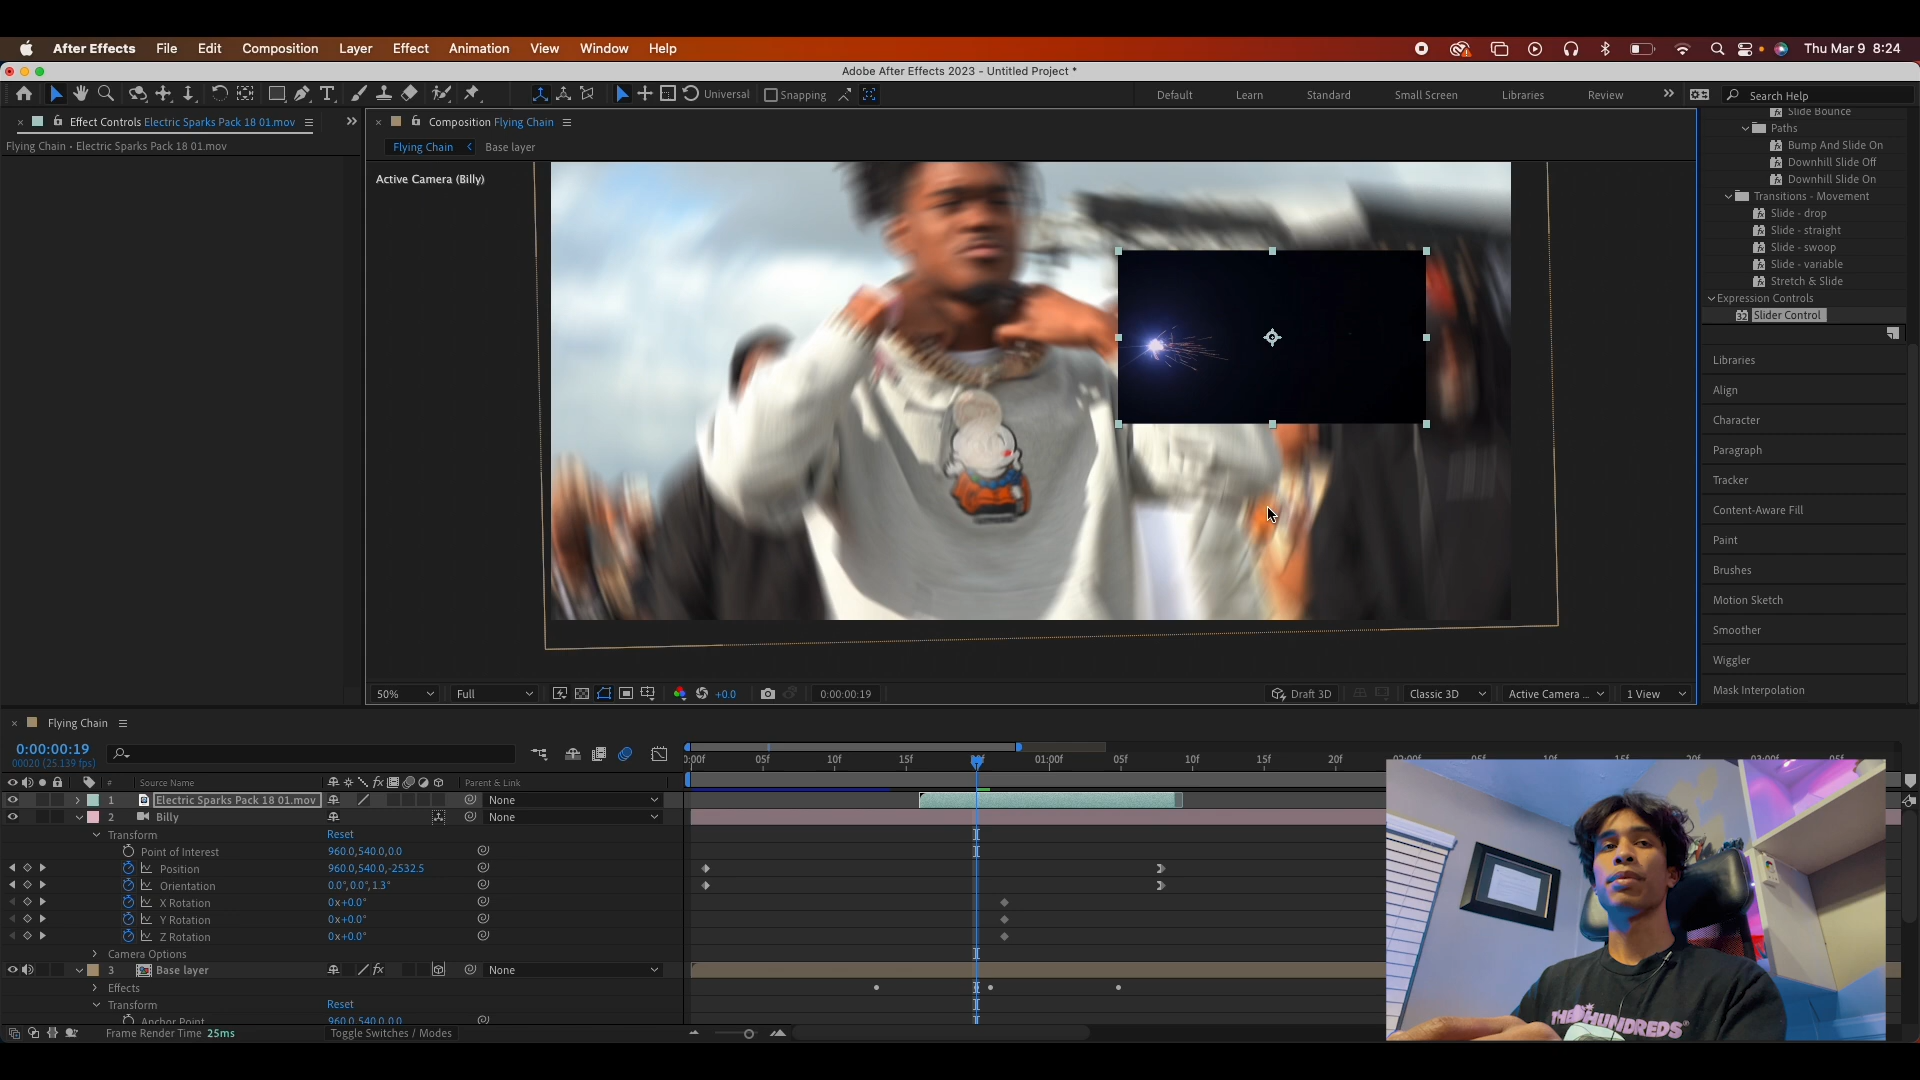 After Effects File Edit Composition Layer Effect Animation View Window Help Thu Mar 9 8:24
Adobe After Effects 2023 - Untitled Project *
Universal Snapping Default Learn Standard Small Screen Libraries Review Search Help
Effect Controls Electric Sparks Pack 18 01.mov
Flying Chain • Electric Sparks Pack 18 01.mov
Composition Flying Chain
Flying Chain Base layer
Active Camera (Billy)
Slide Bounce
Paths
Bump And Slide On
Downhill Slide Off
Downhill Slide On
Transitions - Movement
Slide - drop
Slide - straight
Slide - swoop
Slide - variable
Stretch & Slide
Expression Controls
Slider Control
Libraries
Align
Character
Paragraph
Tracker
Content-Aware Fill
Paint
Brushes
Motion Sketch
Smoother
Wiggler
Mask Interpolation
50% Full +0.0 0:00:00:19 Draft 3D Classic 3D Active Camera ... 1 View
Flying Chain
0:00:00:19
00020 (25.139 fps)
05f 10f 15f 01:00f 05f 10f 15f
# Source Name Parent & Link
1 Electric Sparks Pack 18 01.mov None
2 Billy None
Transform Reset
Point of Interest 960.0,540.0,0.0
Position 960.0,540.0,-2532.5
Orientation 0.0°,0.0°,1.3°
X Rotation 0x+0.0°
Y Rotation 0x+0.0°
Z Rotation 0x+0.0°
Camera Options
3 Base layer None
Effects
Transform Reset
Anchor Point 960.0,540.0,0.0
Frame Render Time 25ms Toggle Switches / Modes
THE HUNDREDS